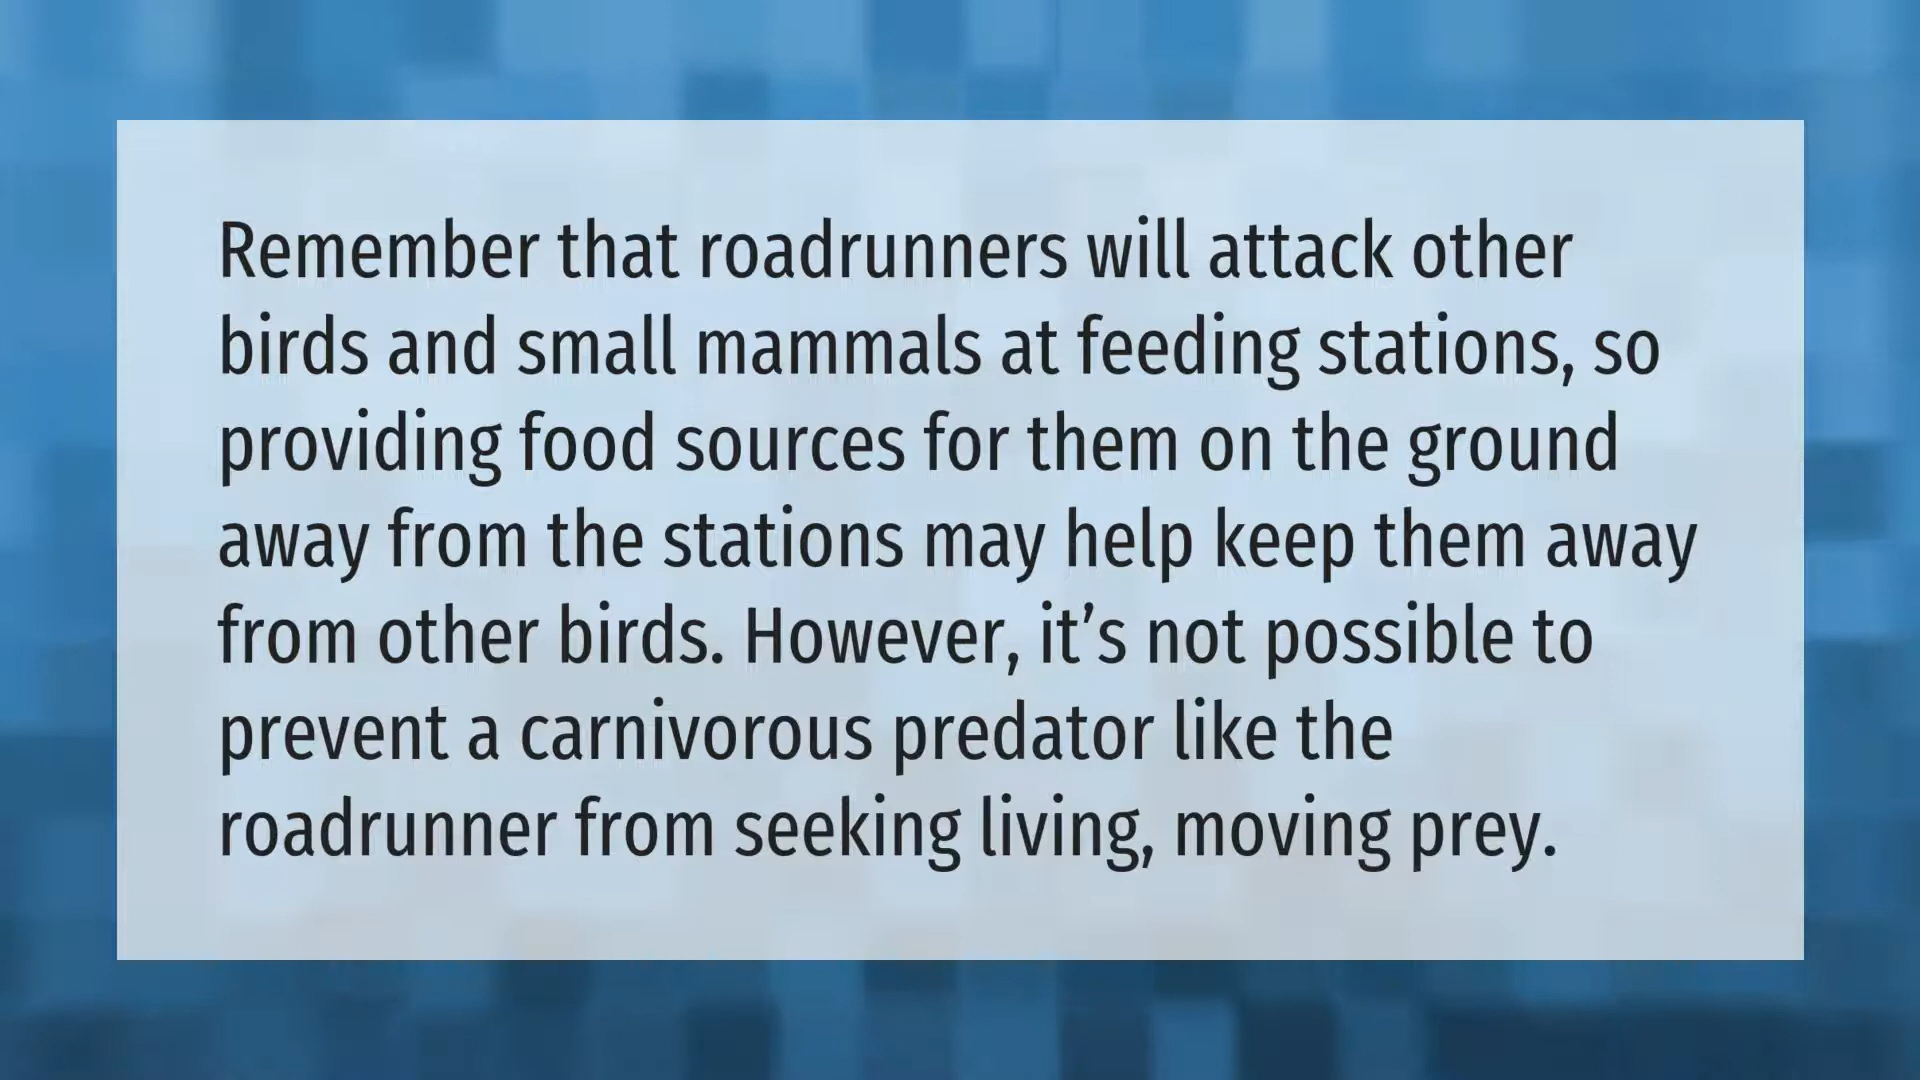 Remember that roadrunners will attack other
birds and small mammals at feeding stations, so
providing food sources for them on the ground
away from the stations may help keep them away
from other birds. However, it’s not possible to
prevent a carnivorous predator like the
roadrunner from seeking living, moving prey.